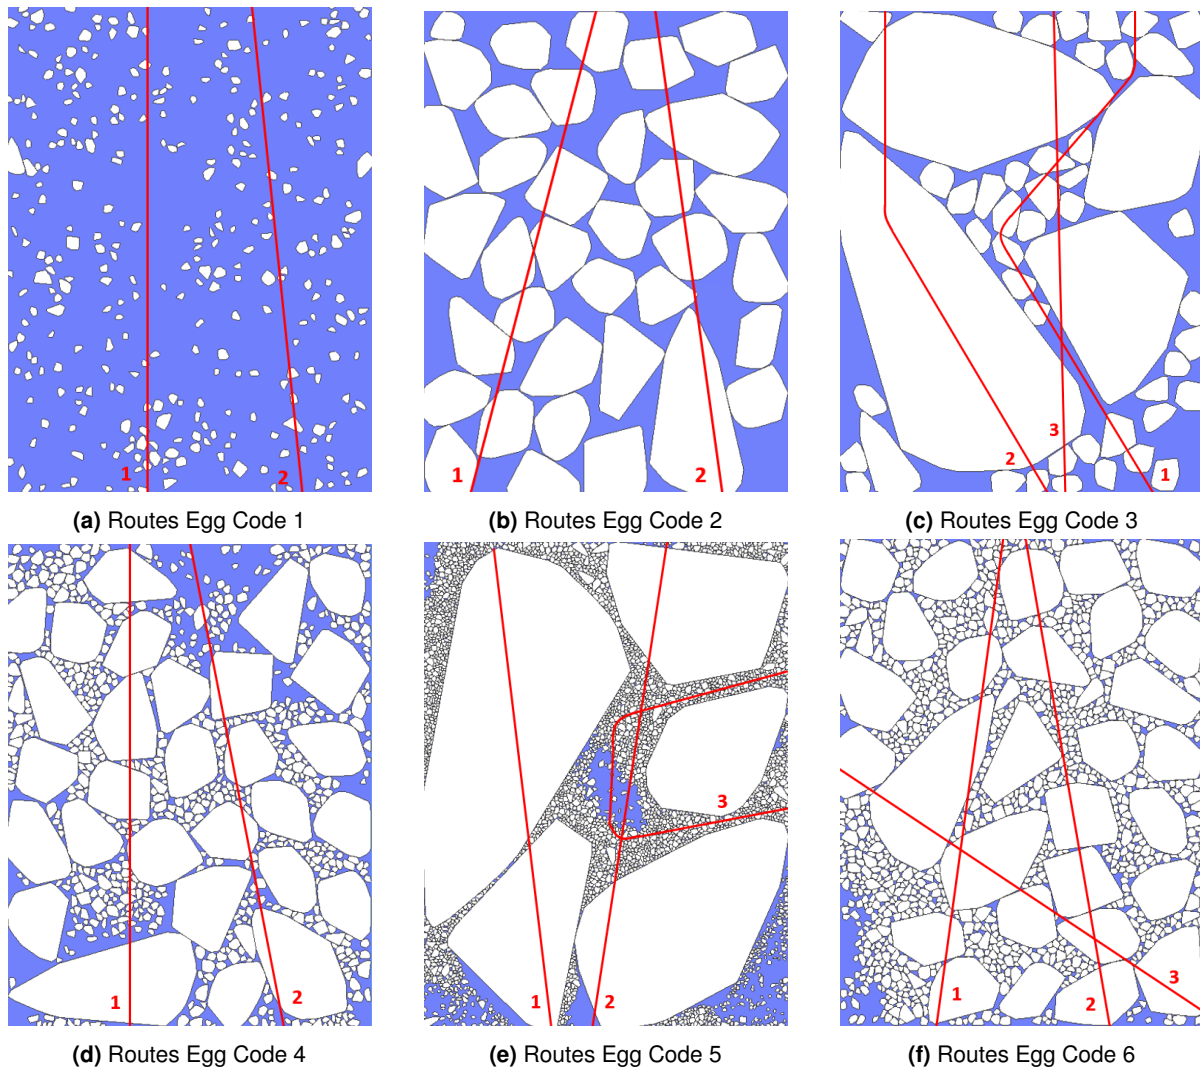 1
2
1
2
3
2
1
(a) Routes Egg Code 1
(b) Routes Egg Code 2
(c) Routes Egg Code 3
1
2
3
1
2
1
2
3
(d) Routes Egg Code 4
(e) Routes Egg Code 5
(f) Routes Egg Code 6